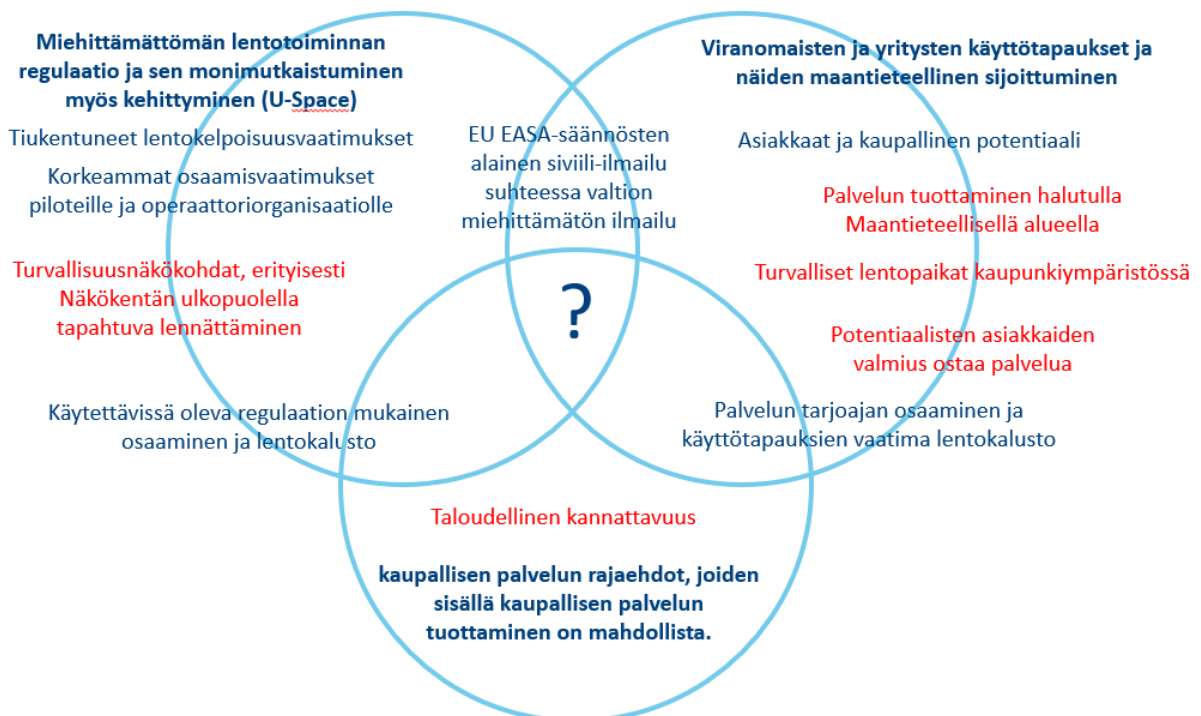 Miehittämättömän lentotoiminnan
regulaatio ja sen monimutkaistuminen
myös kehittyminen (U-Space)
Tiukentuneet lentokelpoisuusvaatimukset
Korkeammat osaamisvaatimukset
piloteille ja operaattoriorganisaatiolle
Turvallisuusnäkökohdat, erityisesti
Näkökentän ulkopuolella
tapahtuva lennättäminen
Käytettävissä oleva regulaation mukainen
osaaminen ja lentokalusto
EU EASA-säännösten
alainen siviili-ilmailu
suhteessa valtion
miehittämätön ilmailu
?
Viranomaisten ja yritysten käyttötapaukset ja
näiden maantieteellinen sijoittuminen
Asiakkaat ja kaupallinen potentiaali
Palvelun tuottaminen halutulla
Maantieteellisellä alueella
Turvalliset lentopaikat kaupunkiympäristössä
Potentiaalisten asiakkaiden
valmius ostaa palvelua
Palvelun tarjoajan osaaminen ja
käyttötapauksien vaatima lentokalusto
Taloudellinen kannattavuus
kaupallisen palvelun rajaehdot, joiden
sisällä kaupallisen palvelun
tuottaminen on mahdollista.